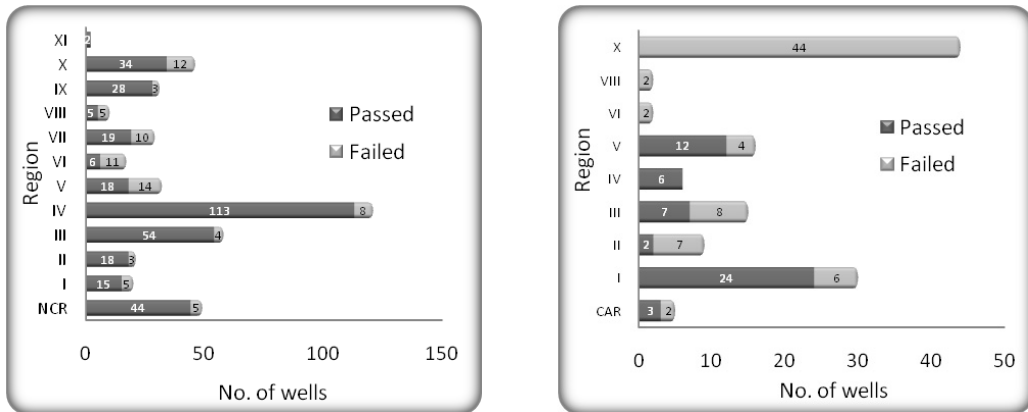 XI 2
X 34 12
IX 28 3
VIII 5 5
VII 19 10
VI 6 11
V 18 14
IV 113 8
III 54 4
II 18 3
I 15 5
NCR 44 5
Region
Passed
Failed
0 50 100 150
No. of wells
X 44
VIII 2
VI 2
V 12 4
IV 6
III 7 8
II 2 7
I 24 6
CAR 3 2
Region
Passed
Failed
0 10 20 30 40 50
No. of wells